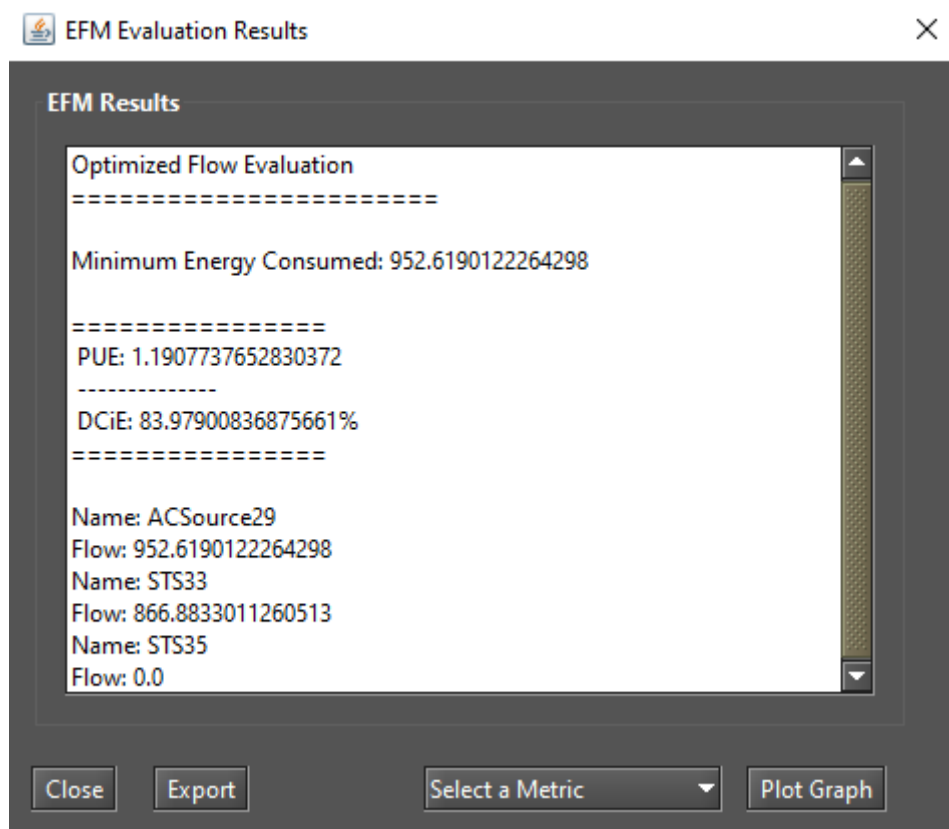 EFM Evaluation Results
EFM Results
Optimized Flow Evaluation
=======================
Minimum Energy Consumed: 952.6190122264298
================
PUE: 1.1907737652830372
--------------
DCiE: 83.97900836875661%
================
Name: ACSource29
Flow: 952.6190122264298
Name: STS33
Flow: 866.8833011260513
Name: STS35
Flow: 0.0
Close
Export
Select a Metric
Plot Graph